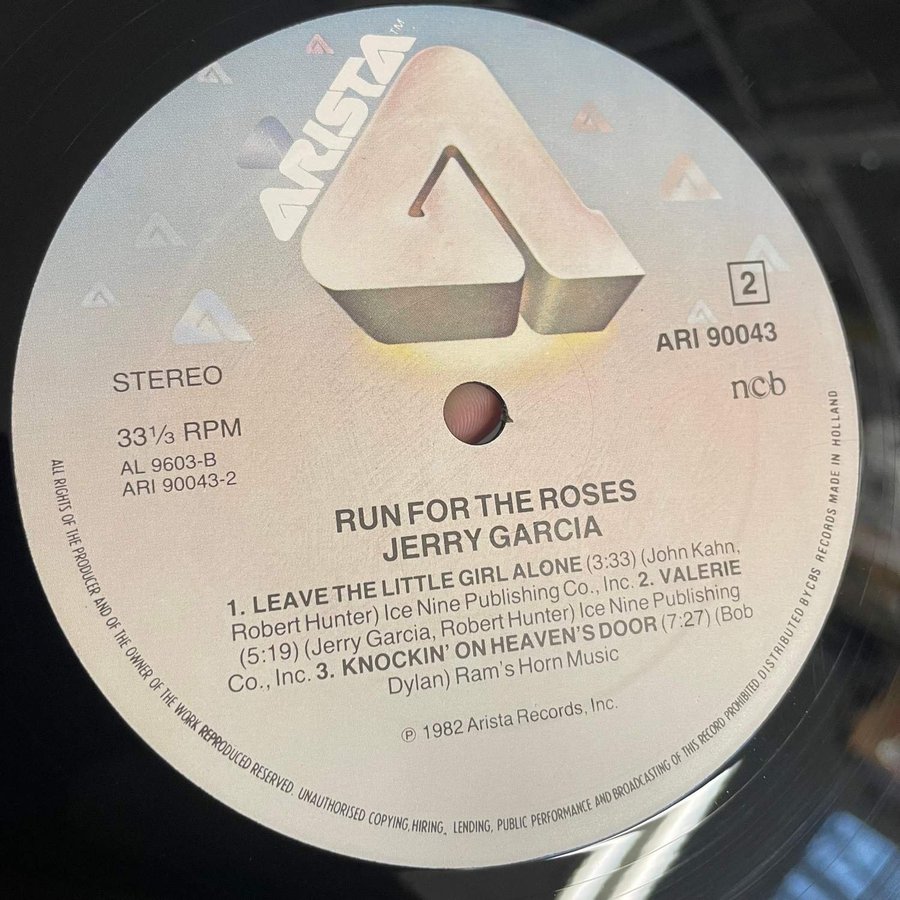 ARISTA™
2
ARI 90043
ncb
STEREO
33⅓ RPM
AL 9603-B
ARI 90043-2
RUN FOR THE ROSES
JERRY GARCIA
1. LEAVE THE LITTLE GIRL ALONE (3:33) (John Kahn,
Robert Hunter) Ice Nine Publishing Co., Inc. 2. VALERIE
(5:19) (Jerry Garcia, Robert Hunter) Ice Nine Publishing
Co., Inc. 3. KNOCKIN' ON HEAVEN'S DOOR (7:27) (Bob
Dylan) Ram's Horn Music
℗ 1982 Arista Records, Inc.
ALL RIGHTS OF THE PRODUCER AND OF THE OWNER OF THE WORK REPRODUCED RESERVED UNAUTHORISED COPYING, HIRING, LENDING, PUBLIC PERFORMANCE AND BROADCASTING OF THIS RECORD PROHIBITED DISTRIBUTED BY CBS RECORDS MADE IN HOLLAND